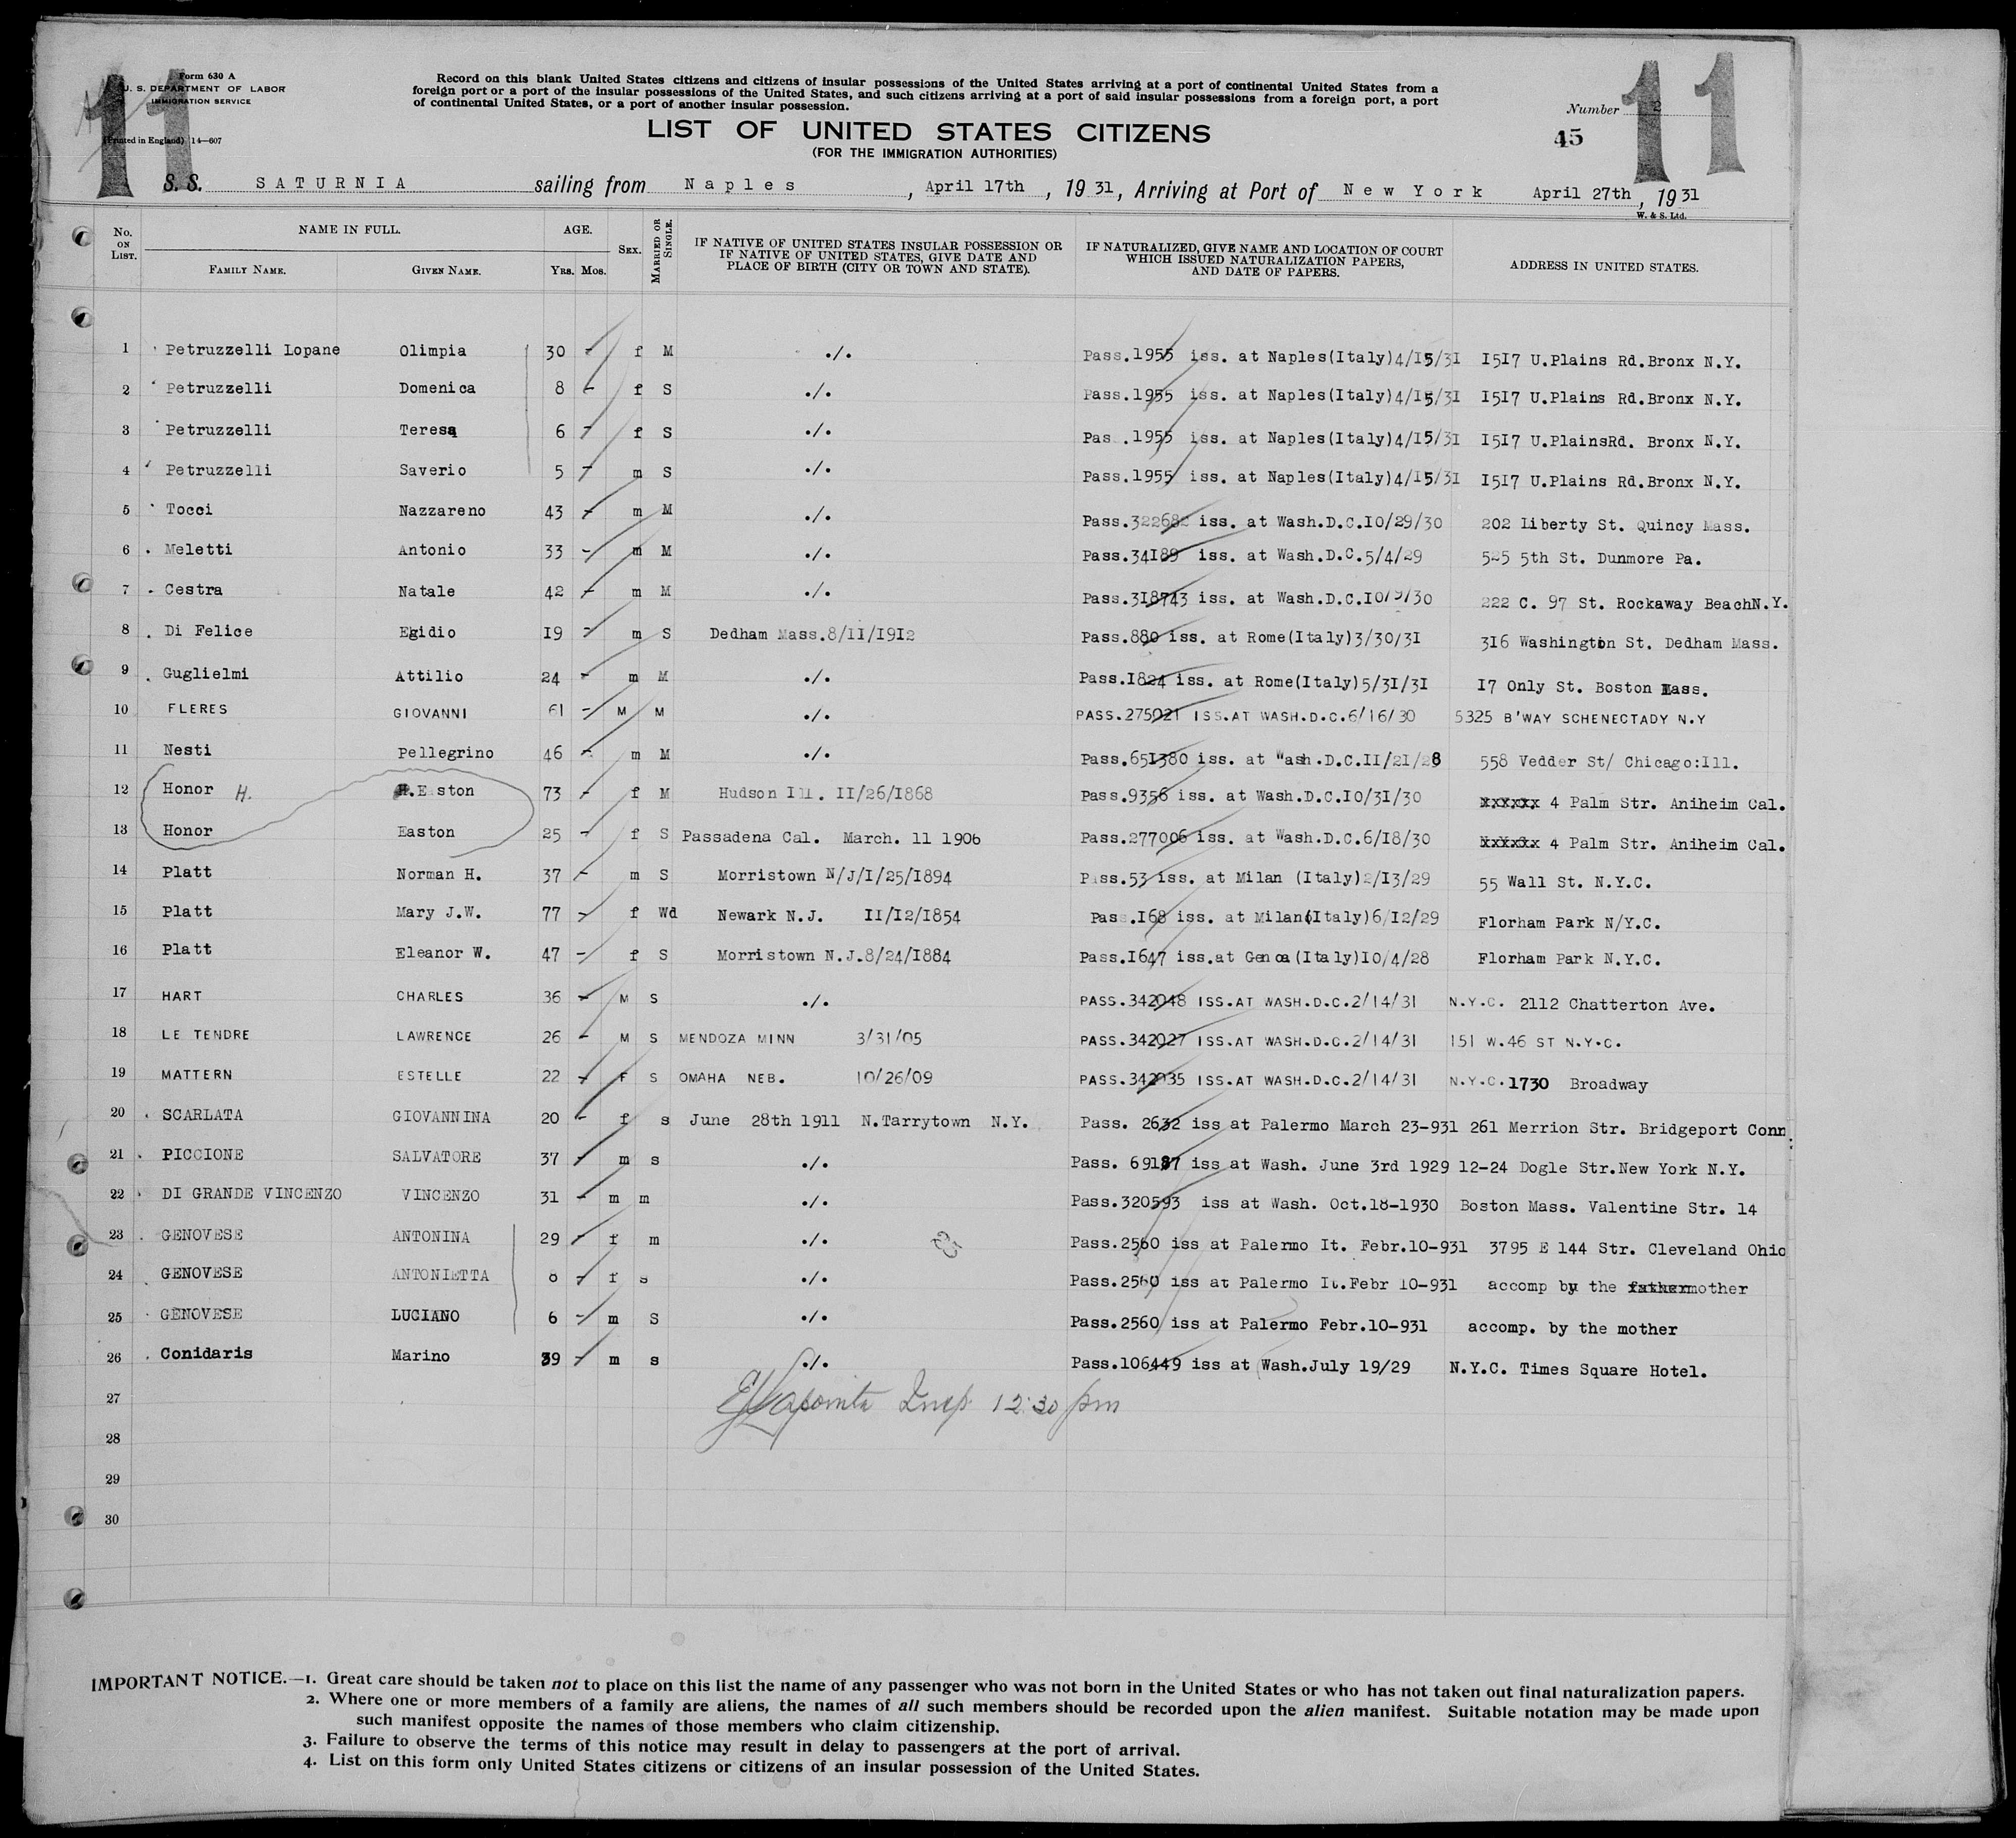 Form 630 A
U. S. DEPARTMENT OF LABOR
IMMIGRATION SERVICE
(Printed in England) 14—607
11
11
Record on this blank United States citizens and citizens of insular possessions of the United States arriving at a port of continental United States from a
foreign port or a port of the insular possessions of the United States, and such citizens arriving at a port of said insular possessions from a foreign port, a port
of continental United States, or a port of another insular possession.
Number 2
45
LIST OF UNITED STATES CITIZENS
(FOR THE IMMIGRATION AUTHORITIES)
S. S. SATURNIA sailing from Naples, April 17th, 1931, Arriving at Port of New York April 27th, 1931
W. & S. Ltd.
No. ON LIST. NAME IN FULL. FAMILY NAME. GIVEN NAME. AGE. YRS. MOS. SEX. MARRIED OR SINGLE. IF NATIVE OF UNITED STATES INSULAR POSSESSION OR IF NATIVE OF UNITED STATES, GIVE DATE AND PLACE OF BIRTH (CITY OR TOWN AND STATE). IF NATURALIZED, GIVE NAME AND LOCATION OF COURT WHICH ISSUED NATURALIZATION PAPERS, AND DATE OF PAPERS. ADDRESS IN UNITED STATES.
1 Petruzzelli Lopane Olimpia 30 - f M ./. Pass.1955 iss. at Naples(Italy)4/15/31 1517 U.Plains Rd.Bronx N.Y.
2 Petruzzelli Domenica 8 - f S ./. Pass.1955 iss. at Naples(Italy)4/15/31 1517 U.Plains Rd.Bronx N.Y.
3 Petruzzelli Teresa 6 - f S ./. Pas .1955 iss. at Naples(Italy)4/15/31 1517 U.PlainsRd. Bronx N.Y.
4 Petruzzelli Saverio 5 - m S ./. Pass.1955 iss. at Naples(Italy)4/15/31 1517 U.Plains Rd.Bronx N.Y.
5 Tocci Nazzareno 43 - m M ./. Pass.322682 iss. at Wash.D.C.10/29/30 202 Liberty St. Quincy Mass.
6 Meletti Antonio 33 - m M ./. Pass.34189 iss. at Wash.D.C.5/4/29 525 5th St. Dunmore Pa.
7 Cestra Natale 42 - m M ./. Pass.318743 iss. at Wash.D.C.10/9/30 222 C. 97 St. Rockaway BeachN.Y.
8 Di Felice Egidio 19 - m S Dedham Mass.8/11/1912 Pass.880 iss. at Rome(Italy)3/30/31 316 Washington St. Dedham Mass.
9 Guglielmi Attilio 24 - m M ./. Pass.1824 iss. at Rome(Italy)5/31/31 17 Only St. Boston Mass.
10 FLERES GIOVANNI 61 - M M ./. PASS.275021 ISS.AT WASH.D.C.6/16/30 5325 B'WAY SCHENECTADY N.Y
11 Nesti Pellegrino 46 - m M ./. Pass.651380 iss. at Wash.D.C.11/21/28 558 Vedder St/ Chicago:Ill.
12 Honor H. H.Easton 73 - f M Hudson Ill. 11/26/1868 Pass.9356 iss. at Wash.D.C.10/31/30 xxxxxx 4 Palm Str. Aniheim Cal.
13 Honor Easton 25 - f S Passadena Cal. March. 11 1906 Pass.277006 iss. at Wash.D.C.6/18/30 xxxxxx 4 Palm Str. Aniheim Cal.
14 Platt Norman H. 37 - m S Morristown N/J/1/25/1894 Pass.53 iss. at Milan (Italy)2/13/29 55 Wall St. N.Y.C.
15 Platt Mary J.W. 77 - f Wd Newark N.J. 11/12/1854 Pass.168 iss. at Milan(Italy)6/12/29 Florham Park N/Y.C.
16 Platt Eleanor W. 47 - f S Morristown N.J.8/24/1884 Pass.1647 iss.at Genoa(Italy)10/4/28 Florham Park N.Y.C.
17 HART CHARLES 36 - M S ./. PASS.342048 ISS.AT WASH.D.C.2/14/31 N.Y.C. 2112 Chatterton Ave.
18 LE TENDRE LAWRENCE 26 - M S MENDOZA MINN 3/31/05 PASS.342027 ISS.AT WASH.D.C.2/14/31 151 W.46 ST N.Y.C.
19 MATTERN ESTELLE 22 - F S OMAHA NEB. 10/26/09 PASS.342035 ISS.AT WASH.D.C.2/14/31 N.Y.C.1730 Broadway
20 SCARLATA GIOVANNINA 20 - f s June 28th 1911 N.Tarrytown N.Y. Pass. 2632 iss at Palermo March 23-931 261 Merrion Str. Bridgeport Conn
21 PICCIONE SALVATORE 37 - m s ./. Pass. 69187 iss at Wash. June 3rd 1929 12-24 Dogle Str.New York N.Y.
22 DI GRANDE VINCENZO VINCENZO 31 - m m ./. Pass.320593 iss at Wash. Oct.18-1930 Boston Mass. Valentine Str. 14
23 GENOVESE ANTONINA 29 - f m ./. Pass.2560 iss at Palermo It. Febr.10-931 3795 E 144 Str. Cleveland Ohio
24 GENOVESE ANTONIETTA 8 - f s ./. Pass.2560 iss at Palermo It.Febr 10-931 accomp by the fathermother
25 GENOVESE LUCIANO 6 - m S ./. Pass.2560 iss at Palermo Febr.10-931 accomp. by the mother
26 Conidaris Marino 39 - m s ./. Pass.106449 iss at Wash.July 19/29 N.Y.C. Times Square Hotel.
27 Insp. 12:30 pm
28
29
30
IMPORTANT NOTICE.—1. Great care should be taken not to place on this list the name of any passenger who was not born in the United States or who has not taken out final naturalization papers.
2. Where one or more members of a family are aliens, the names of all such members should be recorded upon the alien manifest. Suitable notation may be made upon
such manifest opposite the names of those members who claim citizenship.
3. Failure to observe the terms of this notice may result in delay to passengers at the port of arrival.
4. List on this form only United States citizens or citizens of an insular possession of the United States.